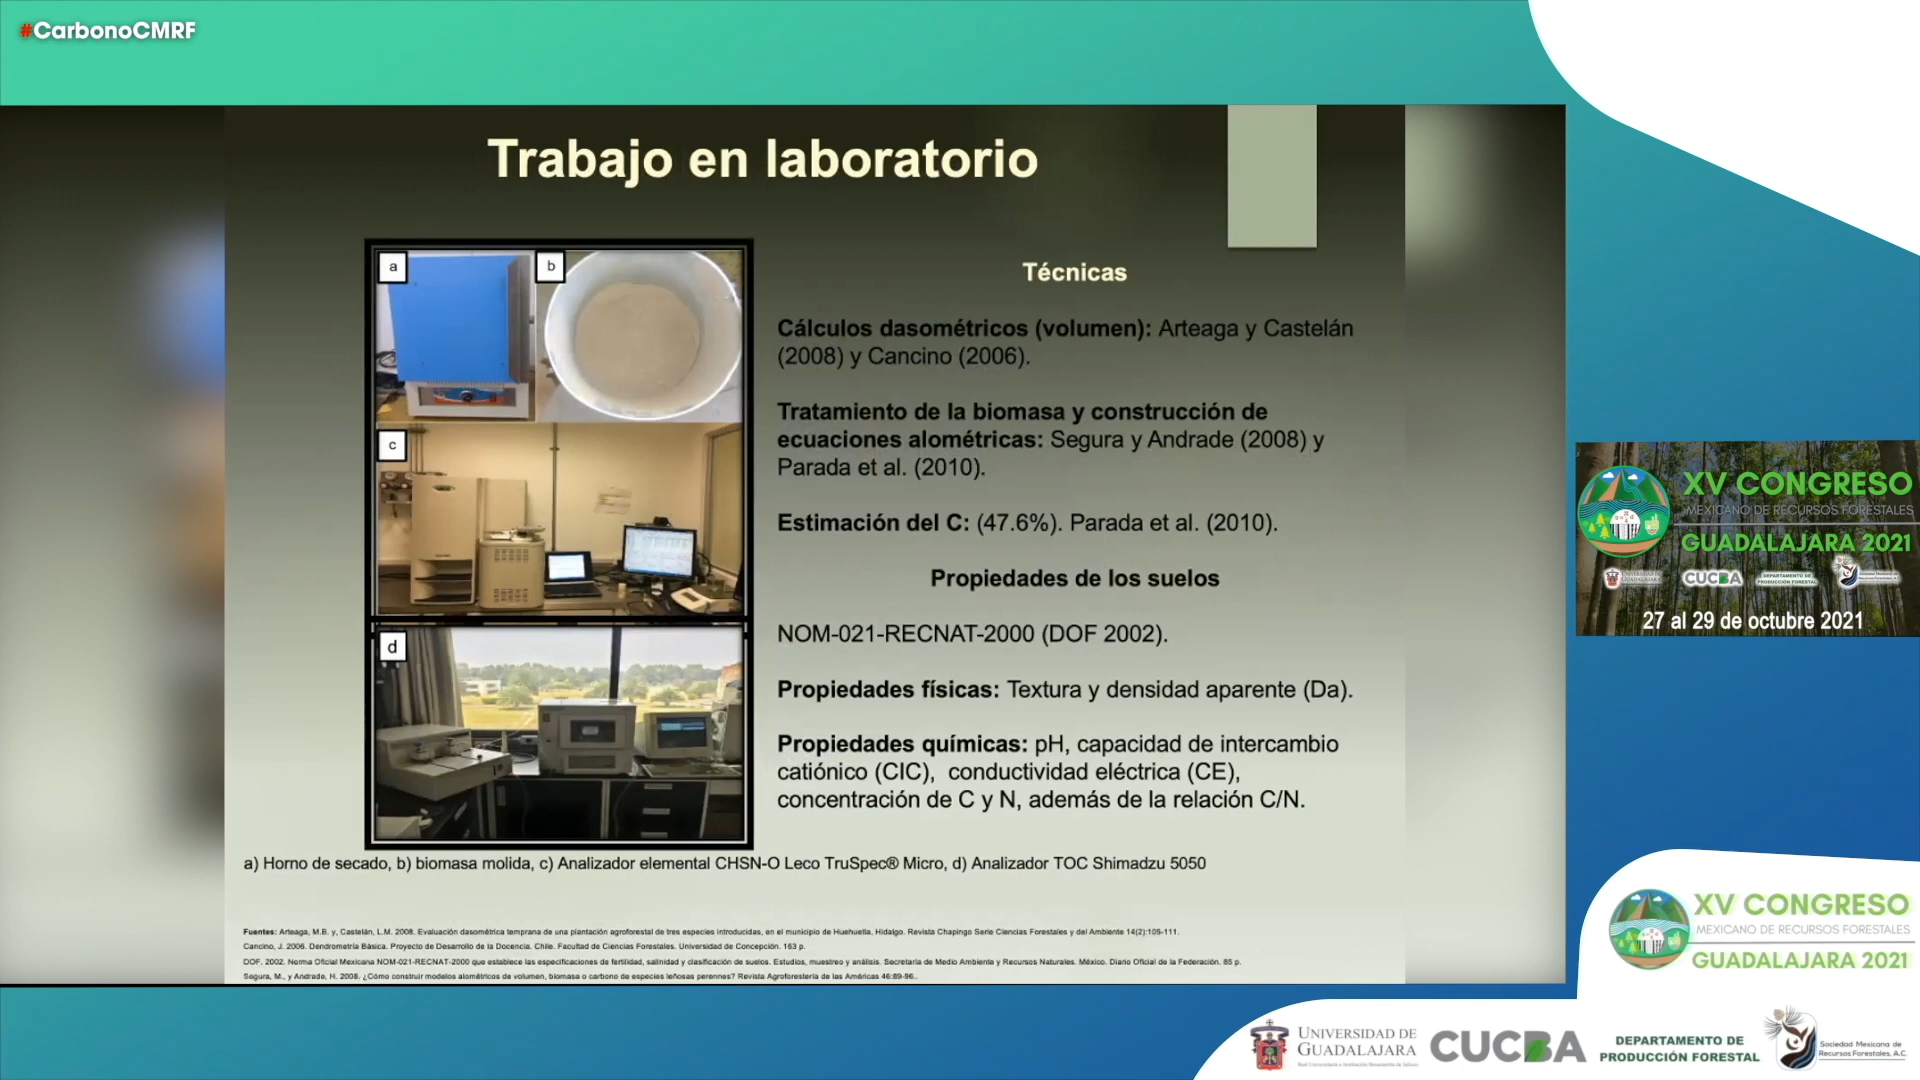 #CarbonoCMRF
Trabajo en laboratorio
a
b
c
d
Técnicas
Cálculos dasométricos (volumen): Arteaga y Castelán
(2008) y Cancino (2006).
Tratamiento de la biomasa y construcción de
ecuaciones alométricas: Segura y Andrade (2008) y
Parada et al. (2010).
Estimación del C: (47.6%). Parada et al. (2010).
Propiedades de los suelos
NOM-021-RECNAT-2000 (DOF 2002).
Propiedades físicas: Textura y densidad aparente (Da).
Propiedades químicas: pH, capacidad de intercambio
catiónico (CIC), conductividad eléctrica (CE),
concentración de C y N, además de la relación C/N.
a) Horno de secado, b) biomasa molida, c) Analizador elemental CHSN-O Leco TruSpec® Micro, d) Analizador TOC Shimadzu 5050
Fuentes: Arteaga, M.B. y, Castelán, L.M. 2008. Evaluación dasométrica temprana de una plantación agroforestal de tres especies introducidas, en el municipio de Huehuetla, Hidalgo. Revista Chapingo Serie Ciencias Forestales y del Ambiente 14(2):105-111.
Cancino, J. 2006. Dendrometría Básica. Proyecto de Desarrollo de la Docencia. Chile. Facultad de Ciencias Forestales. Universidad de Concepción. 163 p.
DOF. 2002. Norma Oficial Mexicana NOM-021-RECNAT-2000 que establece las especificaciones de fertilidad, salinidad y clasificación de suelos. Estudios, muestreo y análisis. Secretaría de Medio Ambiente y Recursos Naturales. México. Diario Oficial de la Federación. 85 p.
Segura, M., y Andrade, H. 2008. ¿Cómo construir modelos alométricos de volumen, biomasa o carbono de especies leñosas perennes? Revista Agroforestería de las Américas 46:89-96..
XV CONGRESO
MEXICANO DE RECURSOS FORESTALES
GUADALAJARA 2021
UNIVERSIDAD DE GUADALAJARA
CUCBA
DEPARTAMENTO DE
PRODUCCIÓN FORESTAL
27 al 29 de octubre 2021
XV CONGRESO
MEXICANO DE RECURSOS FORESTALES
GUADALAJARA 2021
UNIVERSIDAD DE
GUADALAJARA
CUCBA
DEPARTAMENTO DE
PRODUCCIÓN FORESTAL
Sociedad Mexicana de
Recursos Forestales, A.C.